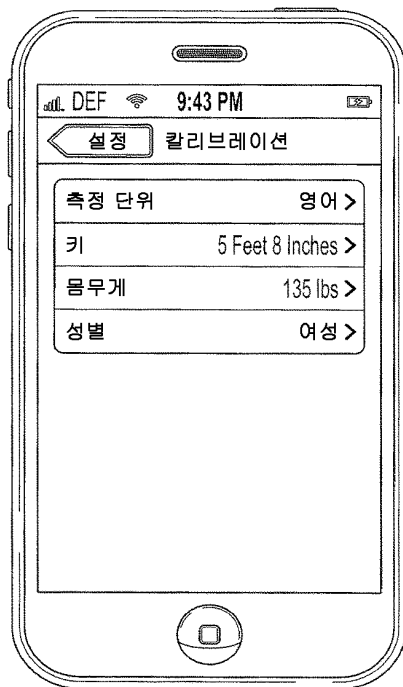 DEF 9:43 PM
설정 칼리브레이션
측정 단위 영어 >
키 5 Feet 8 Inches >
몸무게 135 lbs >
성별 여성 >